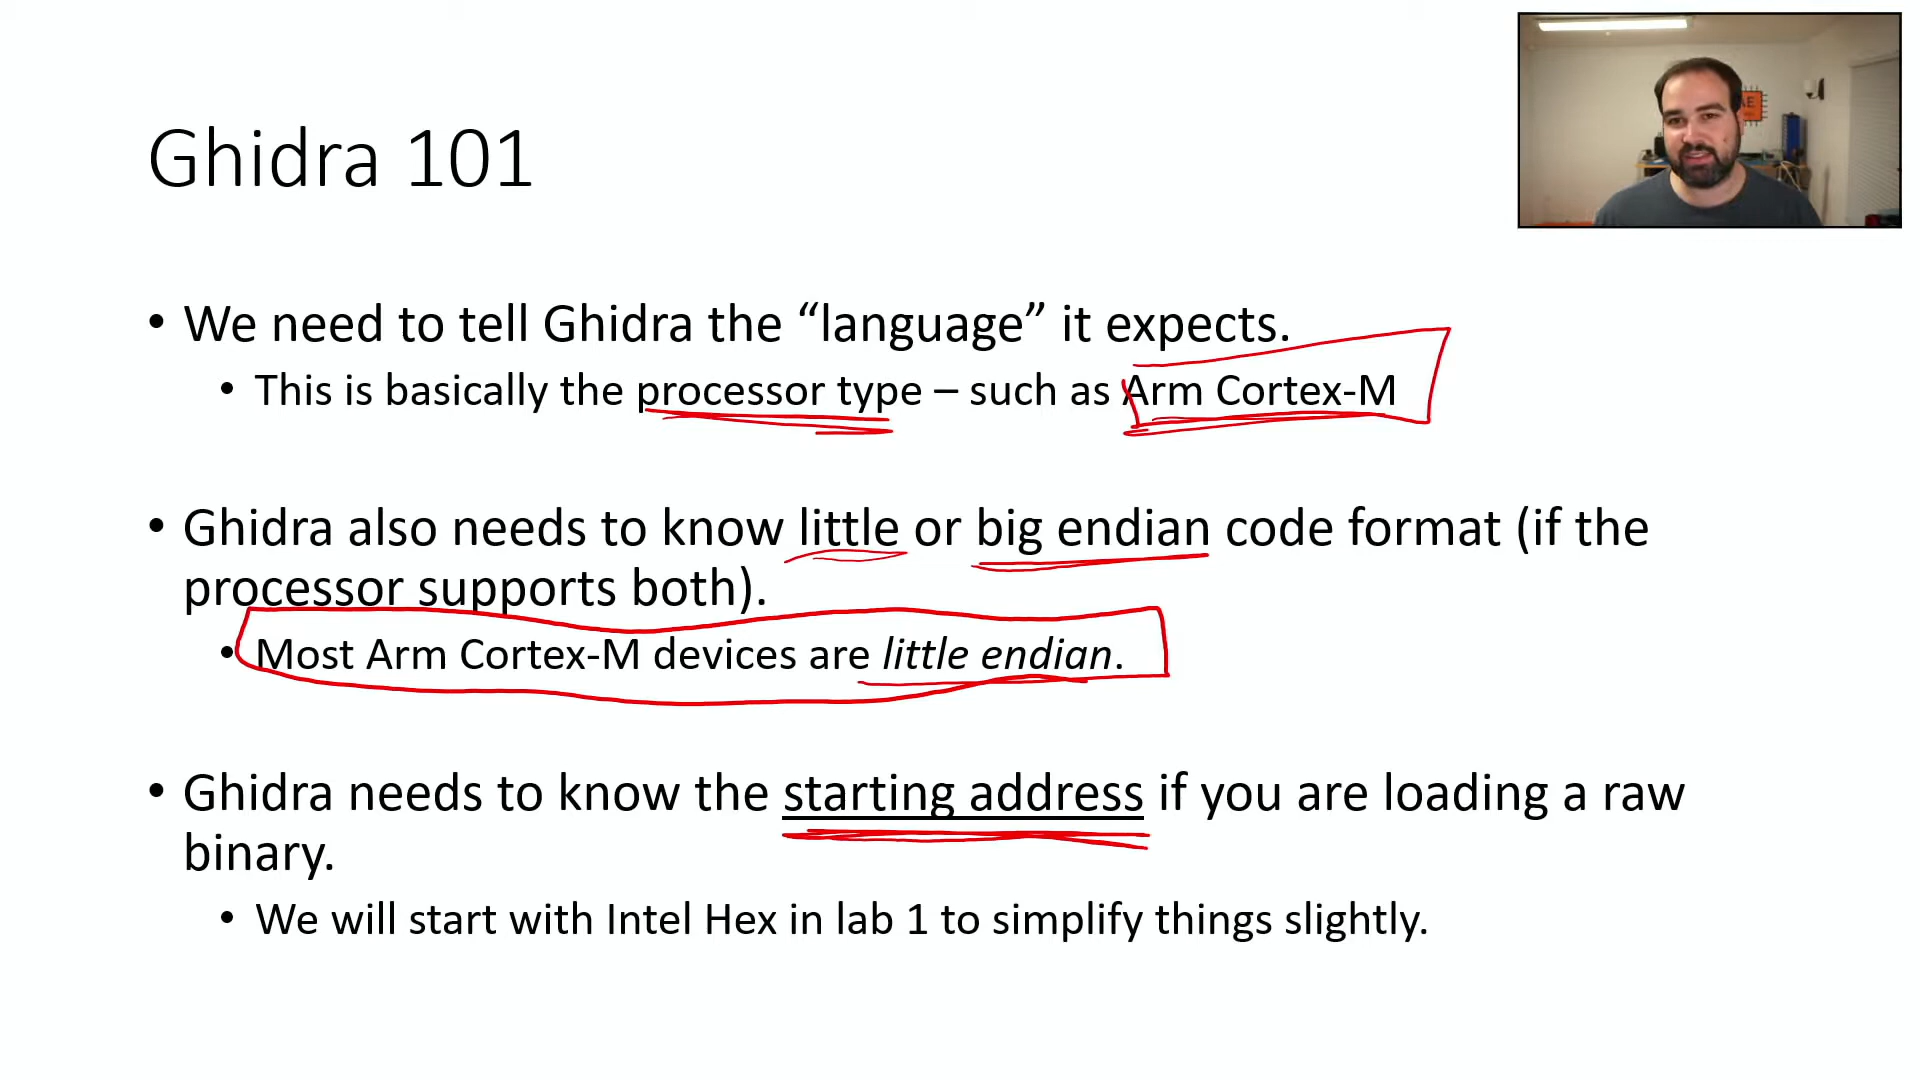 Ghidra 101
• We need to tell Ghidra the “language” it expects.
• This is basically the processor type – such as Arm Cortex-M
• Ghidra also needs to know little or big endian code format (if the
processor supports both).
• Most Arm Cortex-M devices are little endian.
• Ghidra needs to know the starting address if you are loading a raw
binary.
• We will start with Intel Hex in lab 1 to simplify things slightly.